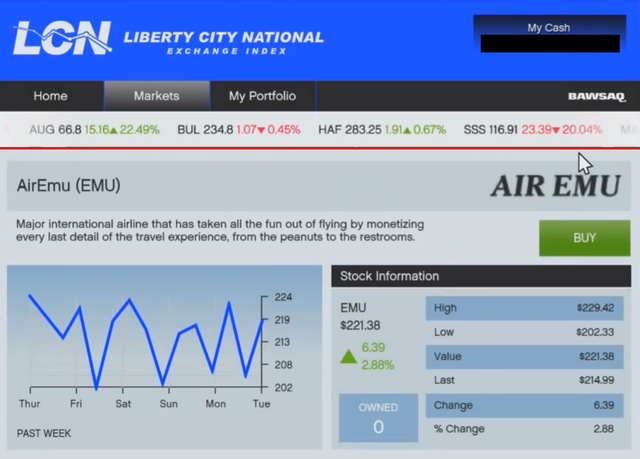 LCN LIBERTY CITY NATIONAL
EXCHANGE INDEX
My Cash
Home Markets My Portfolio BAWSAQ
AUG 66.8 15.16▲ 22.49% BUL 234.8 1.07▼ 0.45% HAF 283.25 1.91▲ 0.67% SSS 116.91 23.39▼ 20.04% MA
AirEmu (EMU)
AIR EMU
Major international airline that has taken all the fun out of flying by monetizing
every last detail of the travel experience, from the peanuts to the restrooms.
BUY
224
219
213
208
202
Thur Fri Sat Sun Mon Tue
PAST WEEK
Stock Information
EMU
$221.38
▲ 6.39
2.88%
OWNED
0
High $229.42
Low $202.33
Value $221.38
Last $214.99
Change 6.39
% Change 2.88